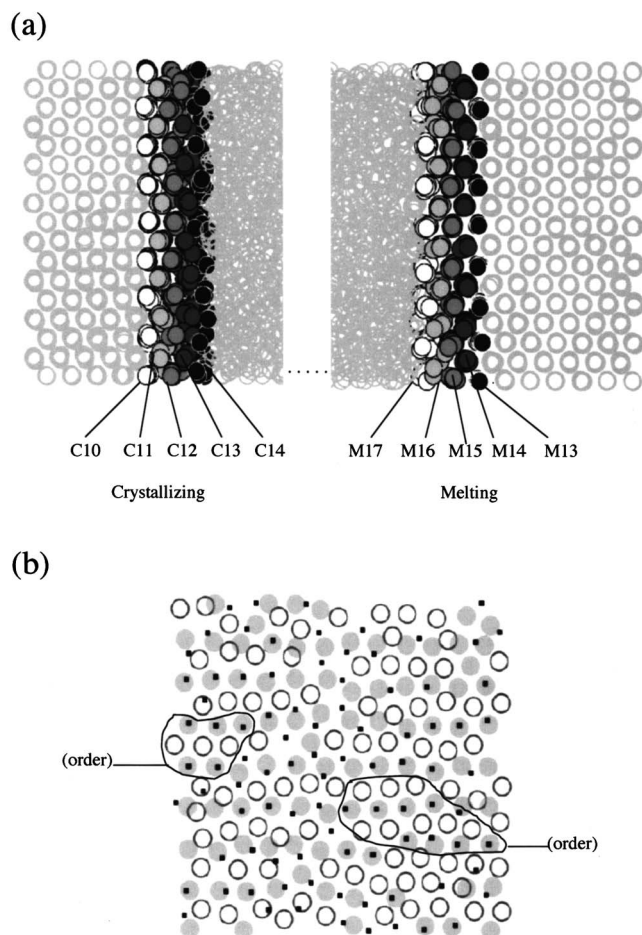 (a)
C10 C11 C12 C13 C14 M17 M16 M15 M14 M13
Crystallizing Melting
(b)
(order)
(order)